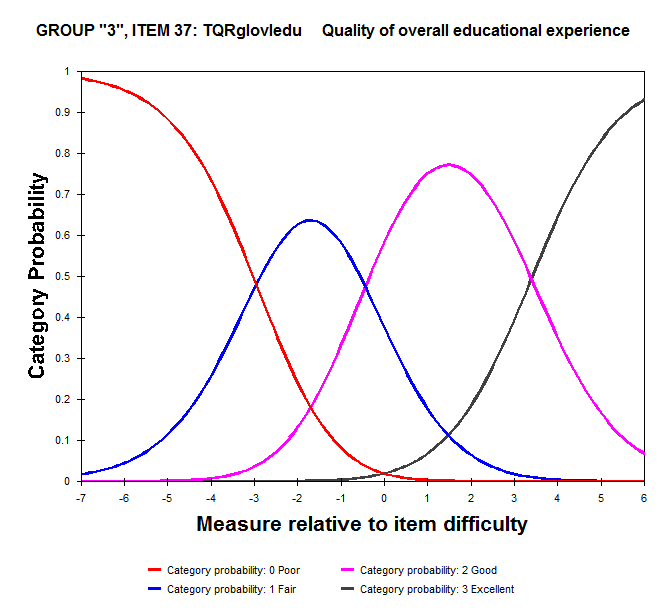 GROUP "3", ITEM 37: TQRglovledu Quality of overall educational experience
Category Probability
1
0.9
0.8
0.7
0.6
0.5
0.4
0.3
0.2
0.1
0
-7 -6 -5 -4 -3 -2 -1 0 1 2 3 4 5 6
Measure relative to item difficulty
Category probability: 0 Poor Category probability: 2 Good
Category probability: 1 Fair Category probability: 3 Excellent